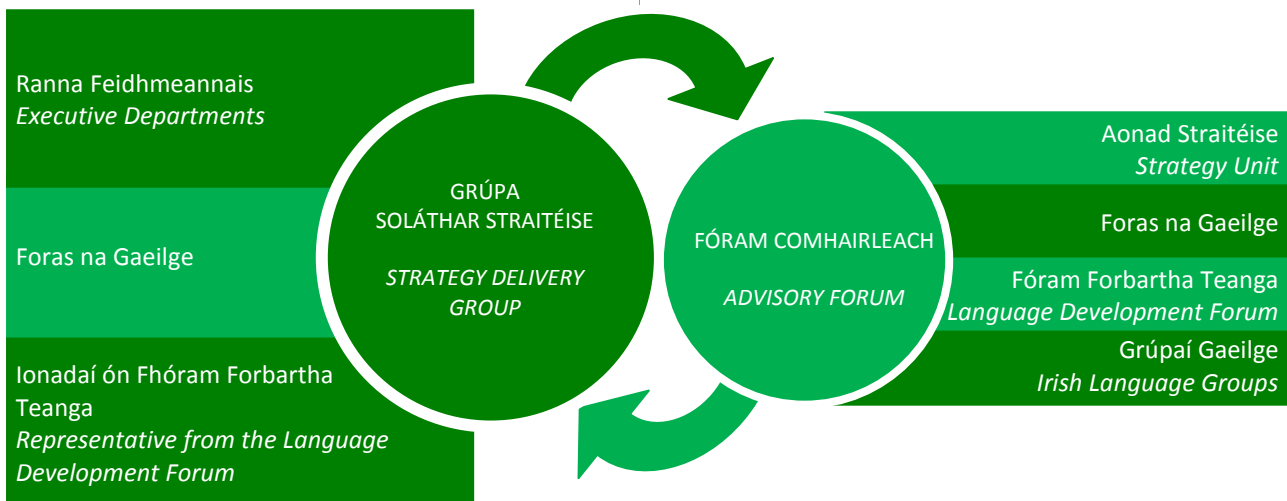 Ranna Feidhmeannais
Executive Departments
Foras na Gaeilge
Ionadaí ón Fhóram Forbartha
Teanga
Representative from the Language
Development Forum
GRÚPA
SOLÁTHAR STRAITÉISE
STRATEGY DELIVERY
GROUP
FÓRAM COMHAIRLEACH
ADVISORY FORUM
Aonad Straitéise
Strategy Unit
Foras na Gaeilge
Fóram Forbartha Teanga
Language Development Forum
Grúpaí Gaeilge
Irish Language Groups